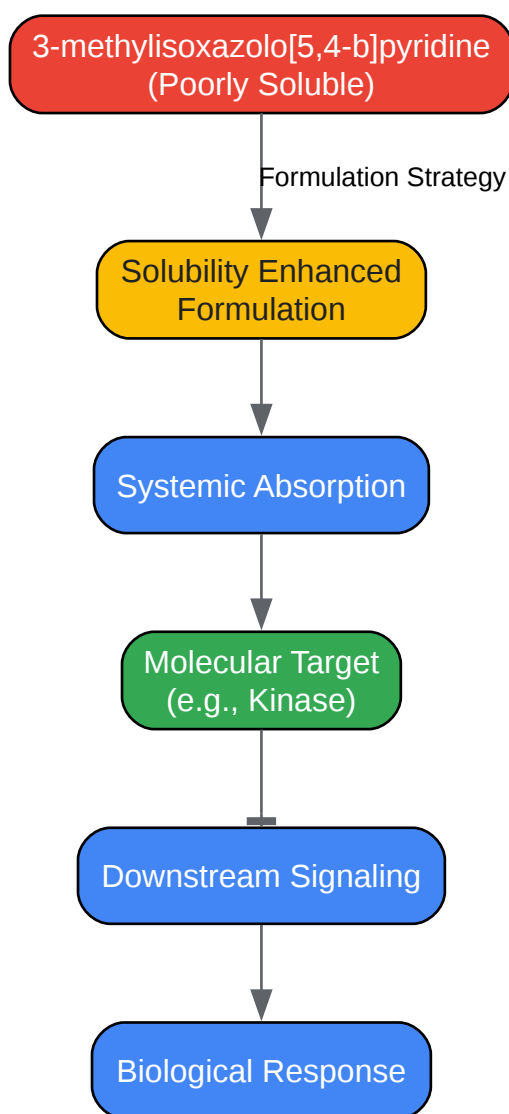 3-methylisoxazolo[5,4-b]pyridine
(Poorly Soluble)
Formulation Strategy
Solubility Enhanced
Formulation
Systemic Absorption
Molecular Target
(e.g., Kinase)
Downstream Signaling
Biological Response